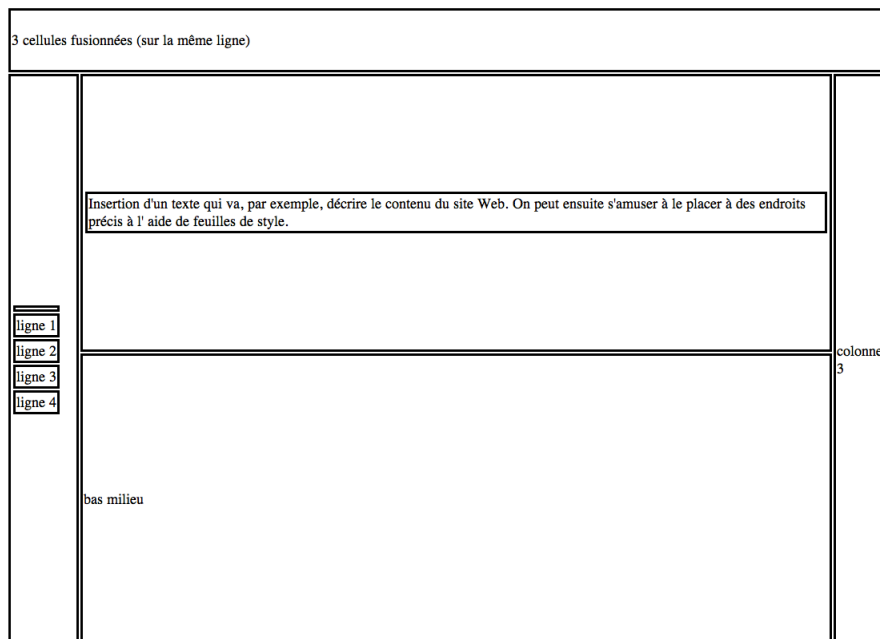 3 cellules fusionnées (sur la même ligne)
Insertion d'un texte qui va, par exemple, décrire le contenu du site Web. On peut ensuite s'amuser à le placer à des endroits
précis à l' aide de feuilles de style.
ligne 1
ligne 2
ligne 3
ligne 4
bas milieu
colonne
3